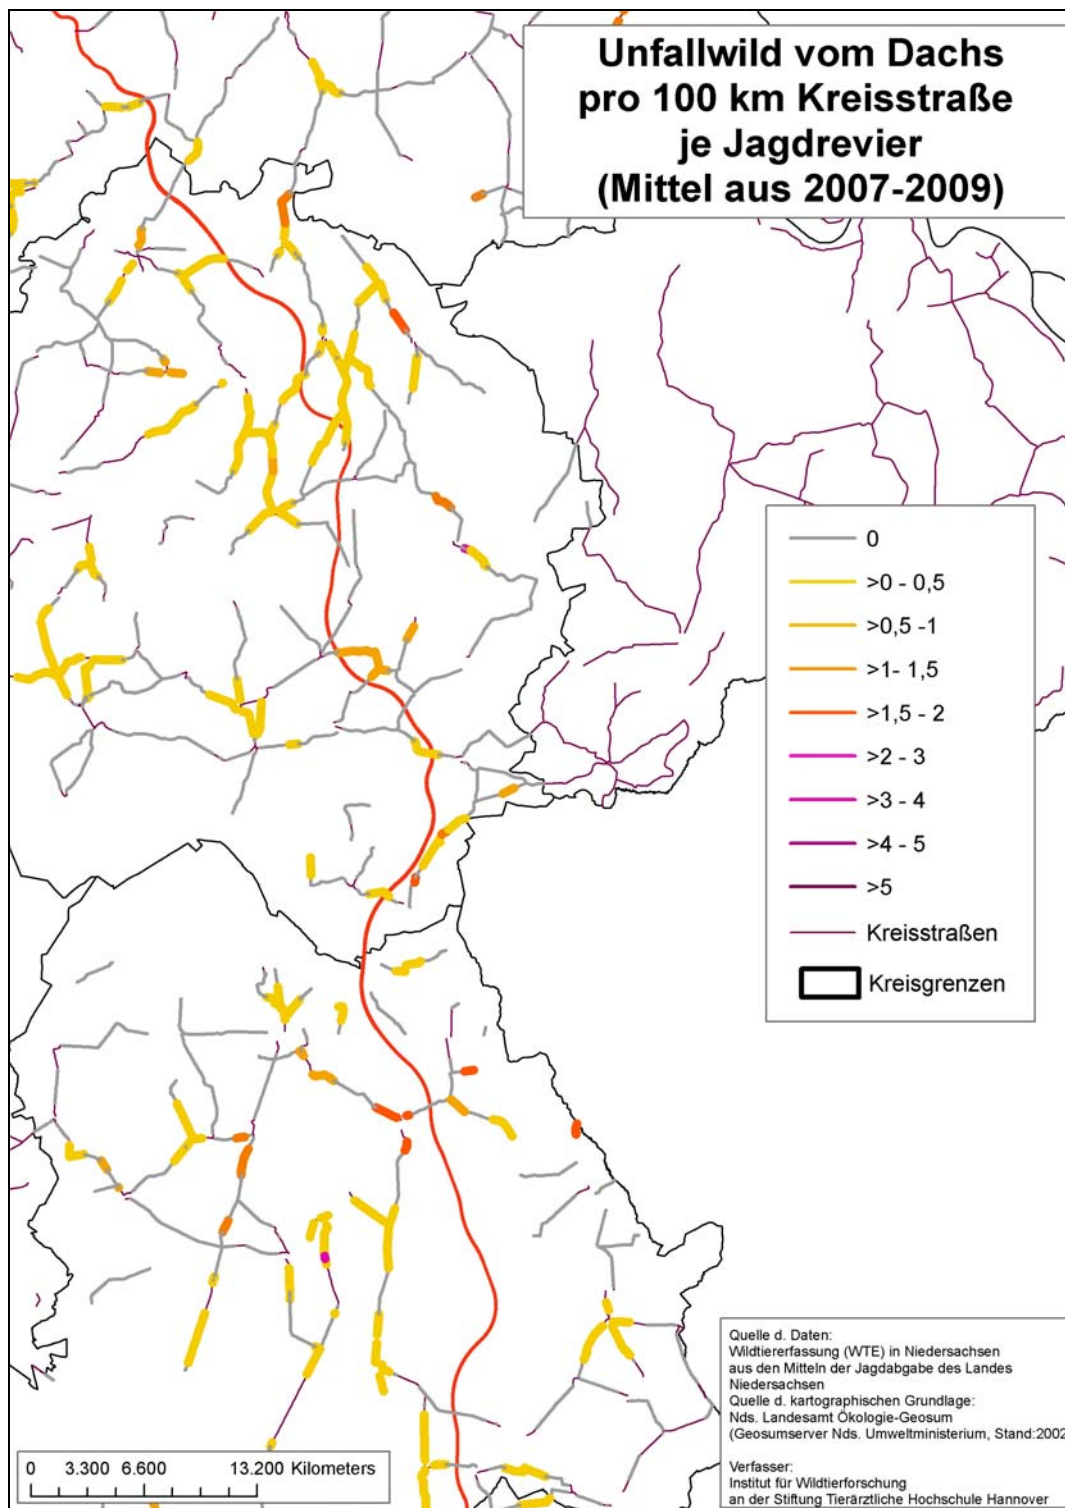 Unfallwild vom Dachs
pro 100 km Kreisstraße
je Jagdrevier
(Mittel aus 2007-2009)
0
>0 - 0,5
>0,5 -1
>1- 1,5
>1,5 - 2
>2 - 3
>3 - 4
>4 - 5
>5
Kreisstraßen
Kreisgrenzen
Quelle d. Daten:
Wildtiererfassung (WTE) in Niedersachsen
aus den Mitteln der Jagdabgabe des Landes
Niedersachsen
Quelle d. kartographischen Grundlage:
Nds. Landesamt Ökologie-Geosum
(Geosumserver Nds. Umweltministerium, Stand:2002
Verfasser:
Institut für Wildtierforschung
an der Stiftung Tierärztliche Hochschule Hannover
0 3.300 6.600 13.200 Kilometers